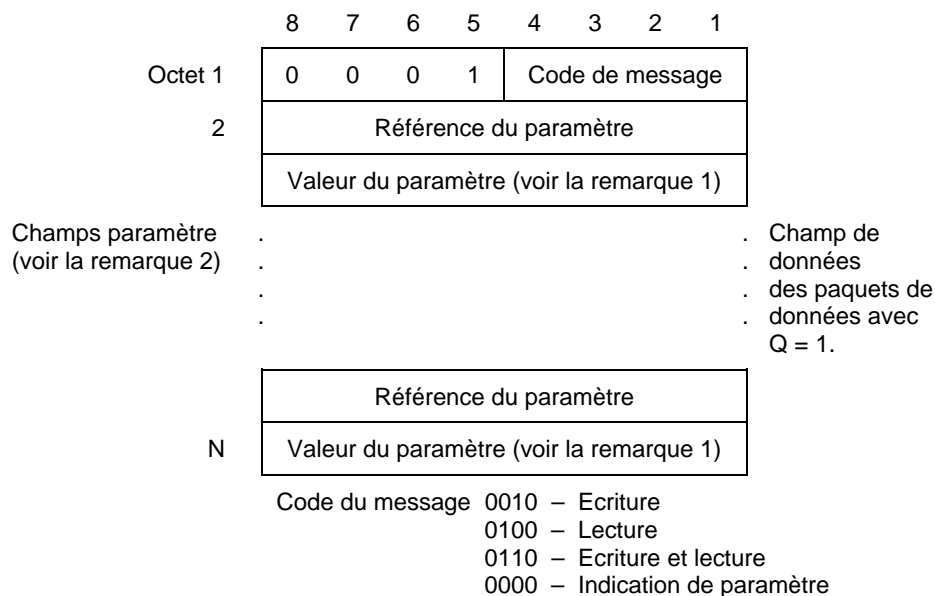 8 7 6 5 4 3 2 1
Octet 1 0 0 0 1 Code de message
2 Référence du paramètre
Valeur du paramètre (voir la remarque 1)
Champs paramètre . . Champ de
(voir la remarque 2) . . données
. . des paquets de
. . données avec
Q = 1.
Référence du paramètre
N Valeur du paramètre (voir la remarque 1)
Code du message 0010 – Ecriture
0100 – Lecture
0110 – Ecriture et lecture
0000 – Indication de paramètre